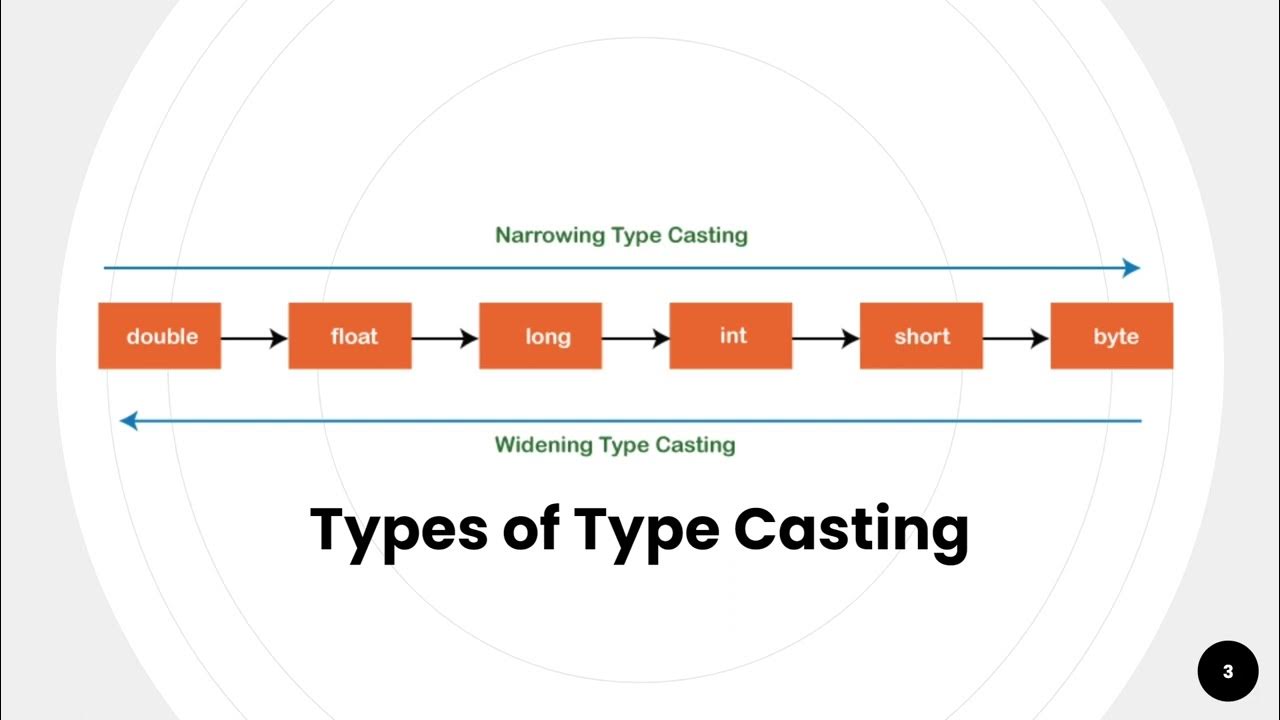 Narrowing Type Casting
double float long int short byte
Widening Type Casting
Types of Type Casting
3